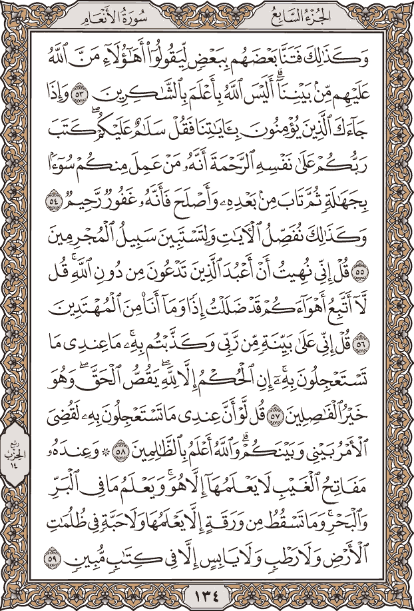 الجزء السابع
سورة الأنعام
وَكَذَٰلِكَ فَتَنَّا بَعْضَهُم بِبَعْضٍ لِّيَقُولُوٓا۟ أَهَٰٓؤُلَآءِ مَنَّ ٱللَّهُ
عَلَيْهِم مِّنۢ بَيْنِنَآ ۗ أَلَيْسَ ٱللَّهُ بِأَعْلَمَ بِٱلشَّٰكِرِينَ ٥٣ وَإِذَا
جَآءَكَ ٱلَّذِينَ يُؤْمِنُونَ بِـَٔايَٰتِنَا فَقُلْ سَلَٰمٌ عَلَيْكُمْ ۖ كَتَبَ
رَبُّكُمْ عَلَىٰ نَفْسِهِ ٱلرَّحْمَةَ ۖ أَنَّهُۥ مَنْ عَمِلَ مِنكُمْ سُوٓءًۢا
بِجَهَٰلَةٍ ثُمَّ تَابَ مِنۢ بَعْدِهِۦ وَأَصْلَحَ فَأَنَّهُۥ غَفُورٌ رَّحِيمٌ ٥٤
وَكَذَٰلِكَ نُفَصِّلُ ٱلْـَٔايَٰتِ وَلِتَسْتَبِينَ سَبِيلُ ٱلْمُجْرِمِينَ
٥٥ قُلْ إِنِّى نُهِيتُ أَنْ أَعْبُدَ ٱلَّذِينَ تَدْعُونَ مِن دُونِ ٱللَّهِ ۚ قُل
لَّآ أَتَّبِعُ أَهْوَآءَكُمْ ۙ قَدْ ضَلَلْتُ إِذًا وَمَآ أَنَا۠ مِنَ ٱلْمُهْتَدِينَ
٥٦ قُلْ إِنِّى عَلَىٰ بَيِّنَةٍ مِّن رَّبِّى وَكَذَّبْتُم بِهِۦ ۚ مَا عِندِى مَا
تَسْتَعْجِلُونَ بِهِۦٓ ۚ إِنِ ٱلْحُكْمُ إِلَّا لِلَّهِ ۖ يَقُصُّ ٱلْحَقَّ ۖ وَهُوَ
خَيْرُ ٱلْفَٰصِلِينَ ٥٧ قُل لَّوْ أَنَّ عِندِى مَا تَسْتَعْجِلُونَ بِهِۦ لَقُضِىَ
ٱلْأَمْرُ بَيْنِى وَبَيْنَكُمْ ۗ وَٱللَّهُ أَعْلَمُ بِٱلظَّٰلِمِينَ ٥٨ ۞ وَعِندَهُۥ
مَفَاتِحُ ٱلْغَيْبِ لَا يَعْلَمُهَآ إِلَّا هُوَ ۚ وَيَعْلَمُ مَا فِى ٱلْبَرِّ
وَٱلْبَحْرِ ۚ وَمَا تَسْقُطُ مِن وَرَقَةٍ إِلَّا يَعْلَمُهَا وَلَا حَبَّةٍ فِى ظُلُمَٰتِ
ٱلْأَرْضِ وَلَا رَطْبٍ وَلَا يَابِسٍ إِلَّا فِى كِتَٰبٍ مُّبِينٍ ٥٩
ربع
الحزب
١٤
١٣٤